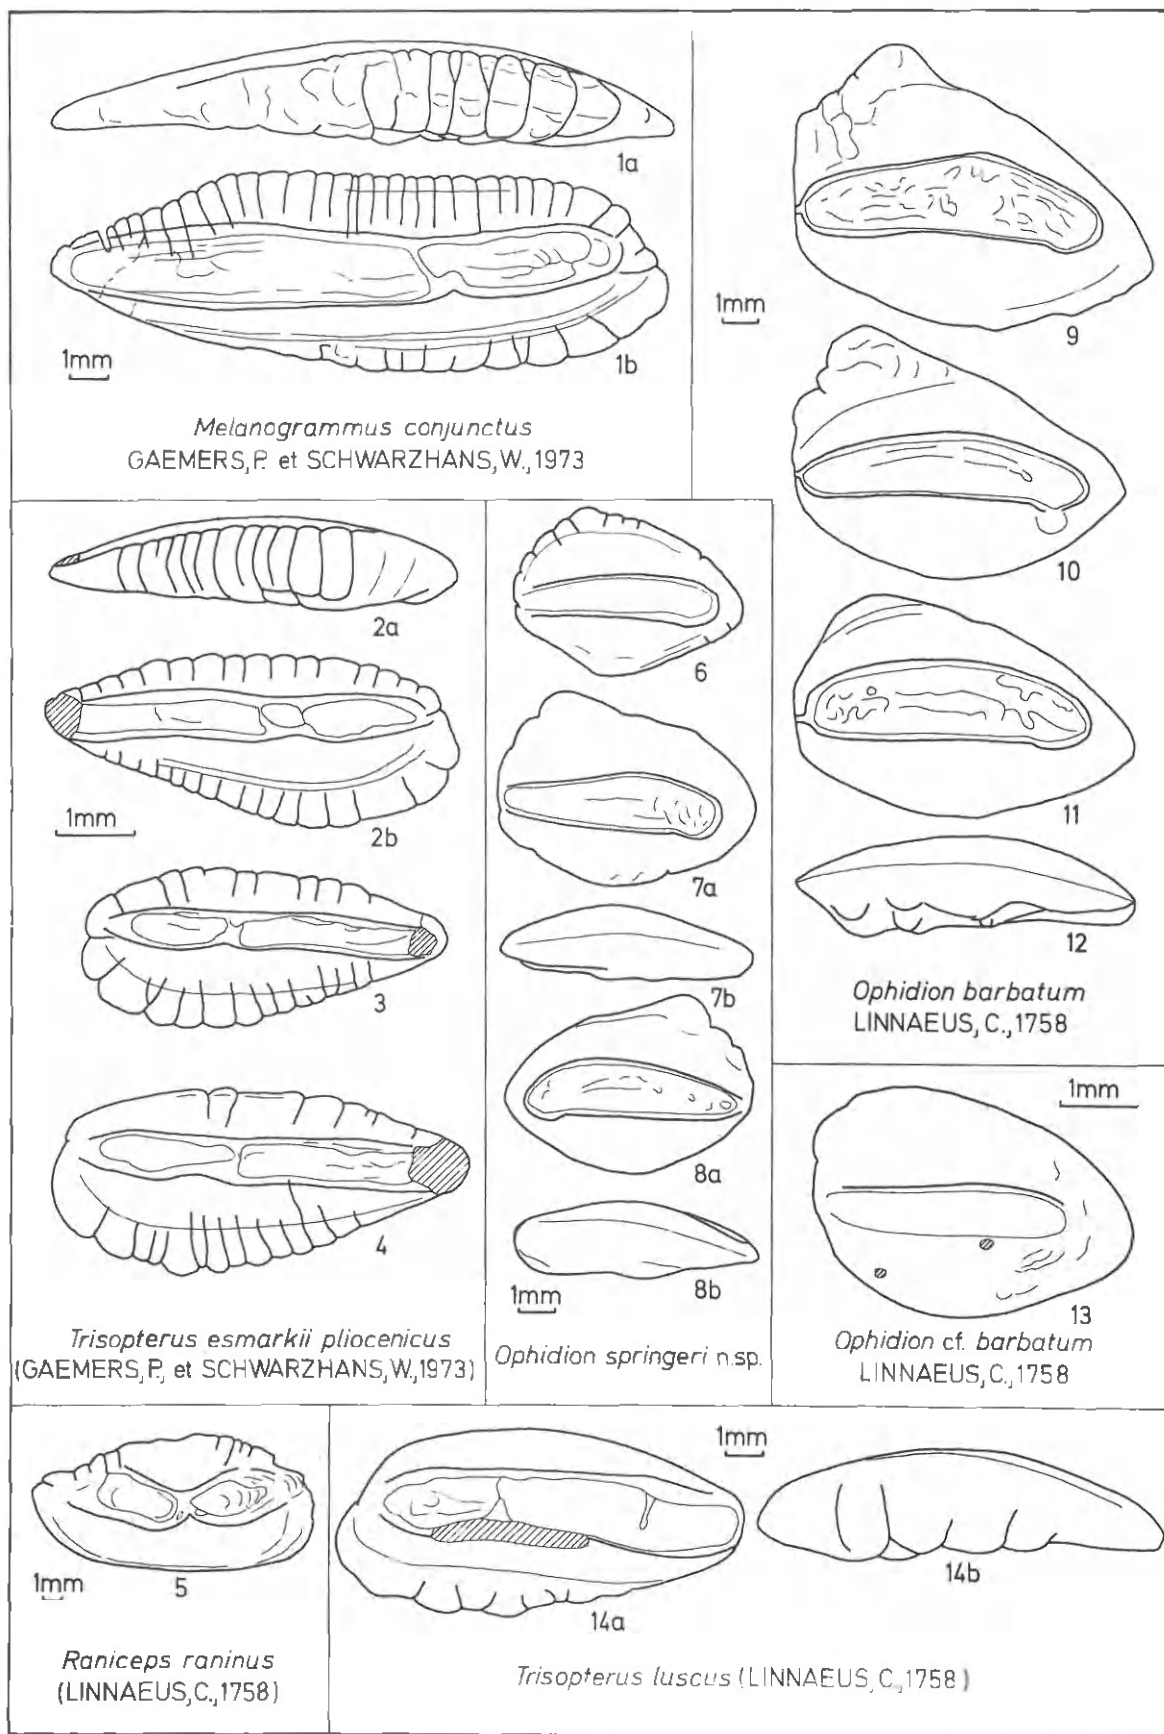 1a
1b
1mm
Melanogrammus conjunctus
GAEMERS, P. et SCHWARZHANS, W., 1973
2a
2b
1mm
3
4
Trisopterus esmarkii pliocenicus
(GAEMERS, P., et SCHWARZHANS, W., 1973)
6
7a
7b
8a
8b
1mm
Ophidion springeri n.sp.
9
1mm
10
11
12
Ophidion barbatum
LINNAEUS, C., 1758
1mm
13
Ophidion cf. barbatum
LINNAEUS, C., 1758
5
1mm
Raniceps raninus
(LINNAEUS, C., 1758)
1mm
14a
14b
Trisopterus luscus (LINNAEUS, C., 1758)